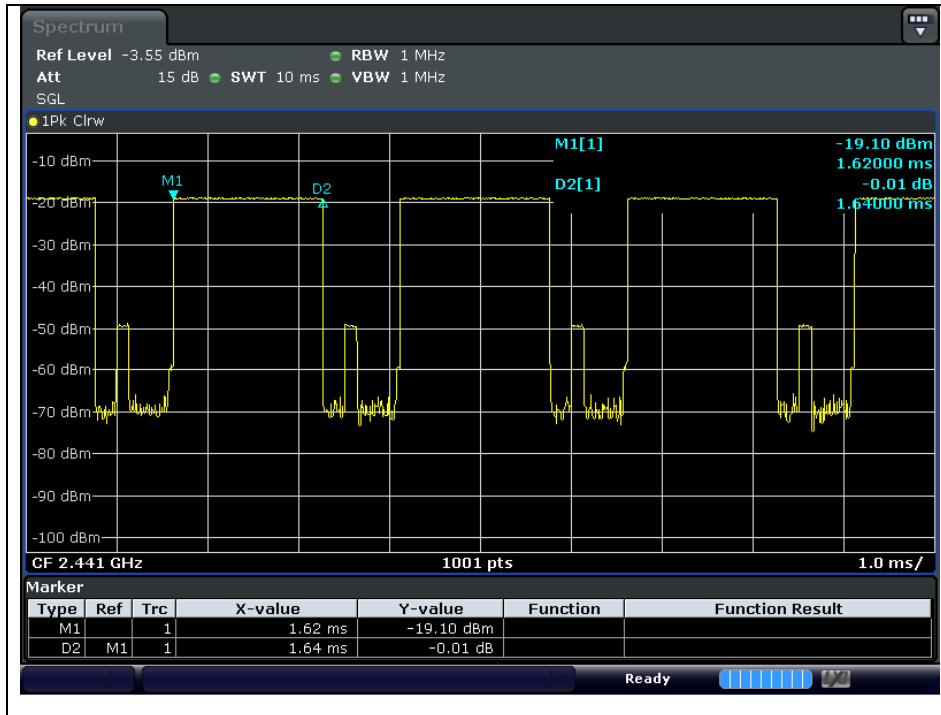 Spectrum
Ref Level -3.55 dBm RBW 1 MHz
Att 15 dB SWT 10 ms VBW 1 MHz
SGL
1Pk Clrw
M1[1] -19.10 dBm
1.62000 ms
D2[1] -0.01 dB
1.64000 ms
M1
D2
-10 dBm
-20 dBm
-30 dBm
-40 dBm
-50 dBm
-60 dBm
-70 dBm
-80 dBm
-90 dBm
-100 dBm
CF 2.441 GHz 1001 pts 1.0 ms/
Marker
Type Ref Trc X-value Y-value Function Function Result
M1 1 1.62 ms -19.10 dBm
D2 M1 1 1.64 ms -0.01 dB
Ready